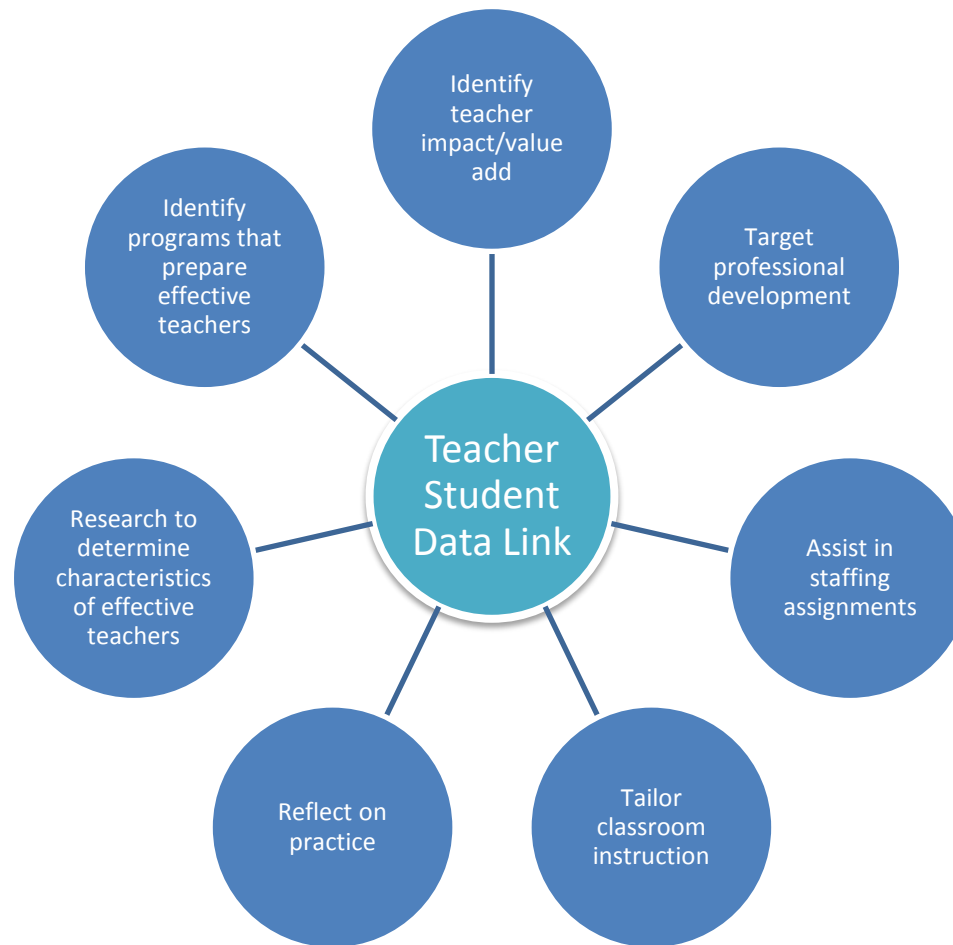 Identify
teacher
impact/value
add
Target
professional
development
Assist in
staffing
assignments
Tailor
classroom
instruction
Reflect on
practice
Research to
determine
characteristics
of effective
teachers
Identify
programs that
prepare
effective
teachers
Teacher
Student
Data Link